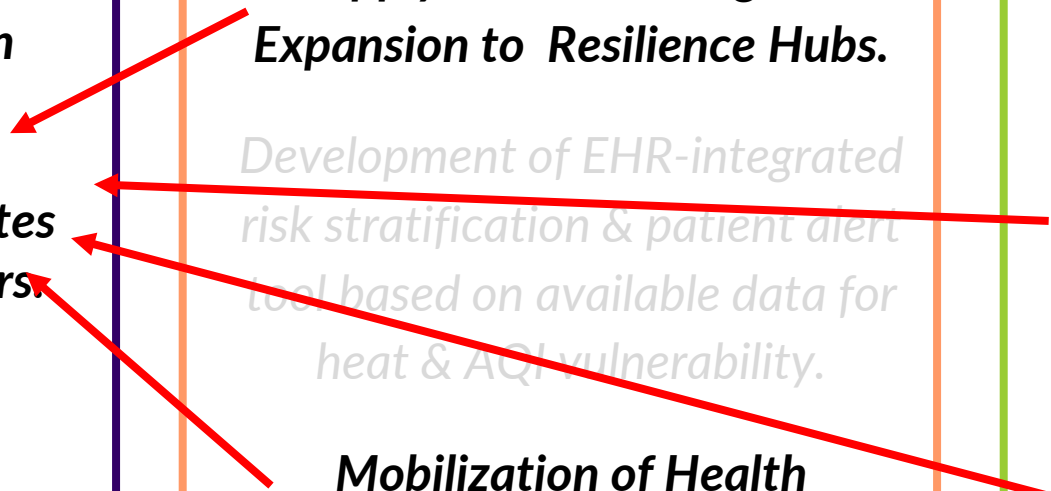 Expansion to  Resilience Hubs.
Development of EHR-integrated
risk stratification & patient alert
tool based on available data for
heat & AQI vulnerability.
Mobilization of Health